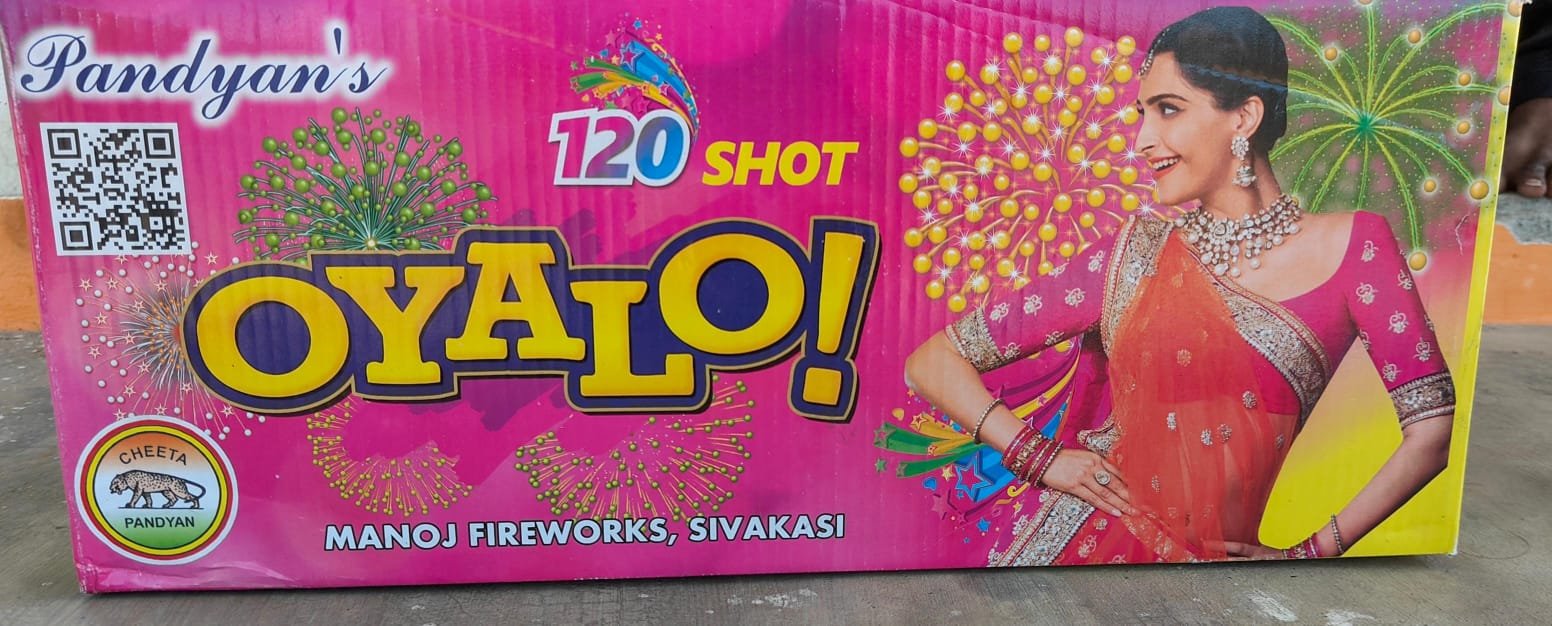 Pandyan's
120 SHOT
OYALO!
CHEETA
PANDYAN
MANOJ FIREWORKS, SIVAKASI